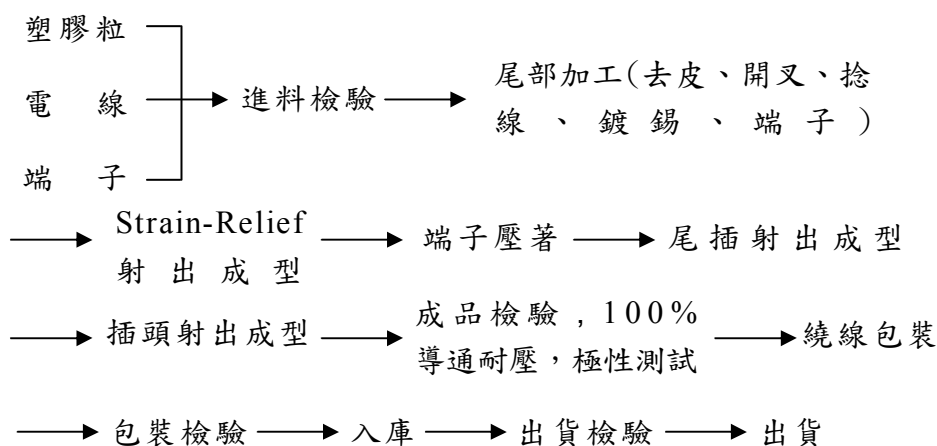 塑膠粒
電線
端子
進料檢驗
尾部加工(去皮、開叉、捻
線、鍍錫、端子)
Strain-Relief
射出成型
端子壓著
尾插射出成型
插頭射出成型
成品檢驗,100%
導通耐壓，極性測試
繞線包裝
包裝檢驗
入庫
出貨檢驗
出貨